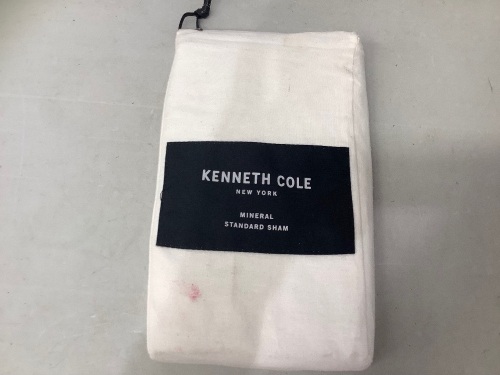 KENNETH COLE
NEW YORK
MINERAL
STANDARD SHAM